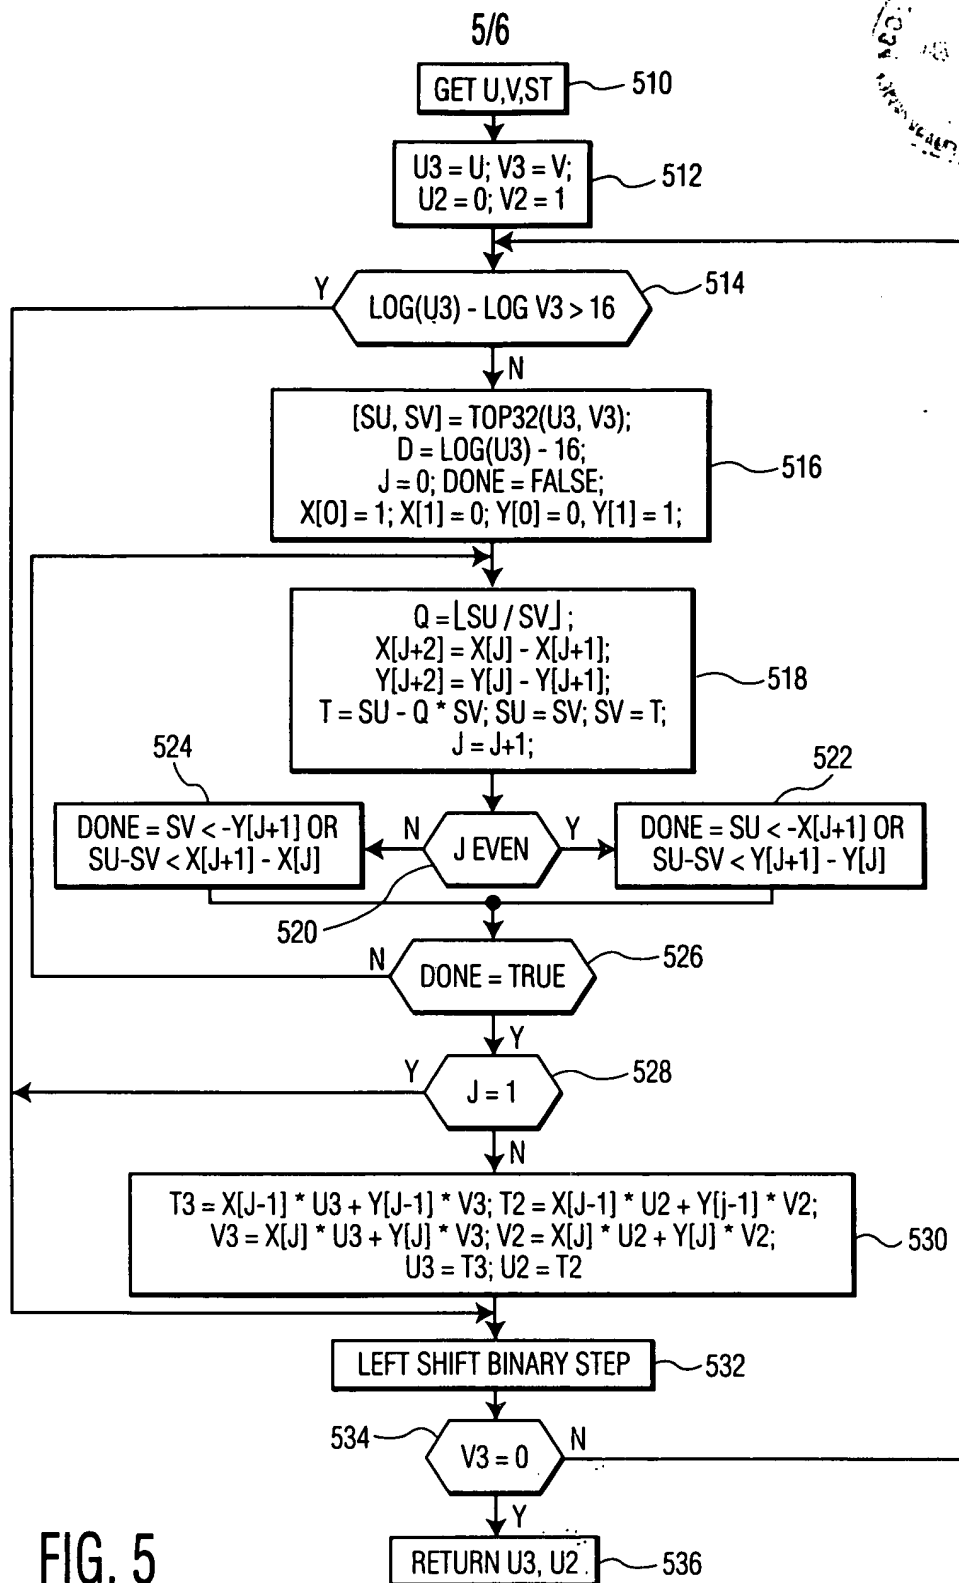 5/6
GET U,V,ST
510
U3 = U; V3 = V;
U2 = 0; V2 = 1
512
LOG(U3) - LOG V3 > 16
514
Y
N
[SU, SV] = TOP32(U3, V3);
D = LOG(U3) - 16;
J = 0; DONE = FALSE;
X[0] = 1; X[1] = 0; Y[0] = 0, Y[1] = 1;
516
Q = ⌊SU / SV⌋;
X[J+2] = X[J] - X[J+1];
Y[J+2] = Y[J] - Y[J+1];
T = SU - Q * SV; SU = SV; SV = T;
J = J+1;
518
524
DONE = SV < -Y[J+1] OR
SU-SV < X[J+1] - X[J]
N
J EVEN
Y
520
522
DONE = SU < -X[J+1] OR
SU-SV < Y[J+1] - Y[J]
N
DONE = TRUE
526
Y
Y
J = 1
528
N
T3 = X[J-1] * U3 + Y[J-1] * V3; T2 = X[J-1] * U2 + Y[j-1] * V2;
V3 = X[J] * U3 + Y[J] * V3; V2 = X[J] * U2 + Y[J] * V2;
U3 = T3; U2 = T2
530
LEFT SHIFT BINARY STEP
532
534
V3 = 0
N
Y
RETURN U3, U2
536
FIG. 5